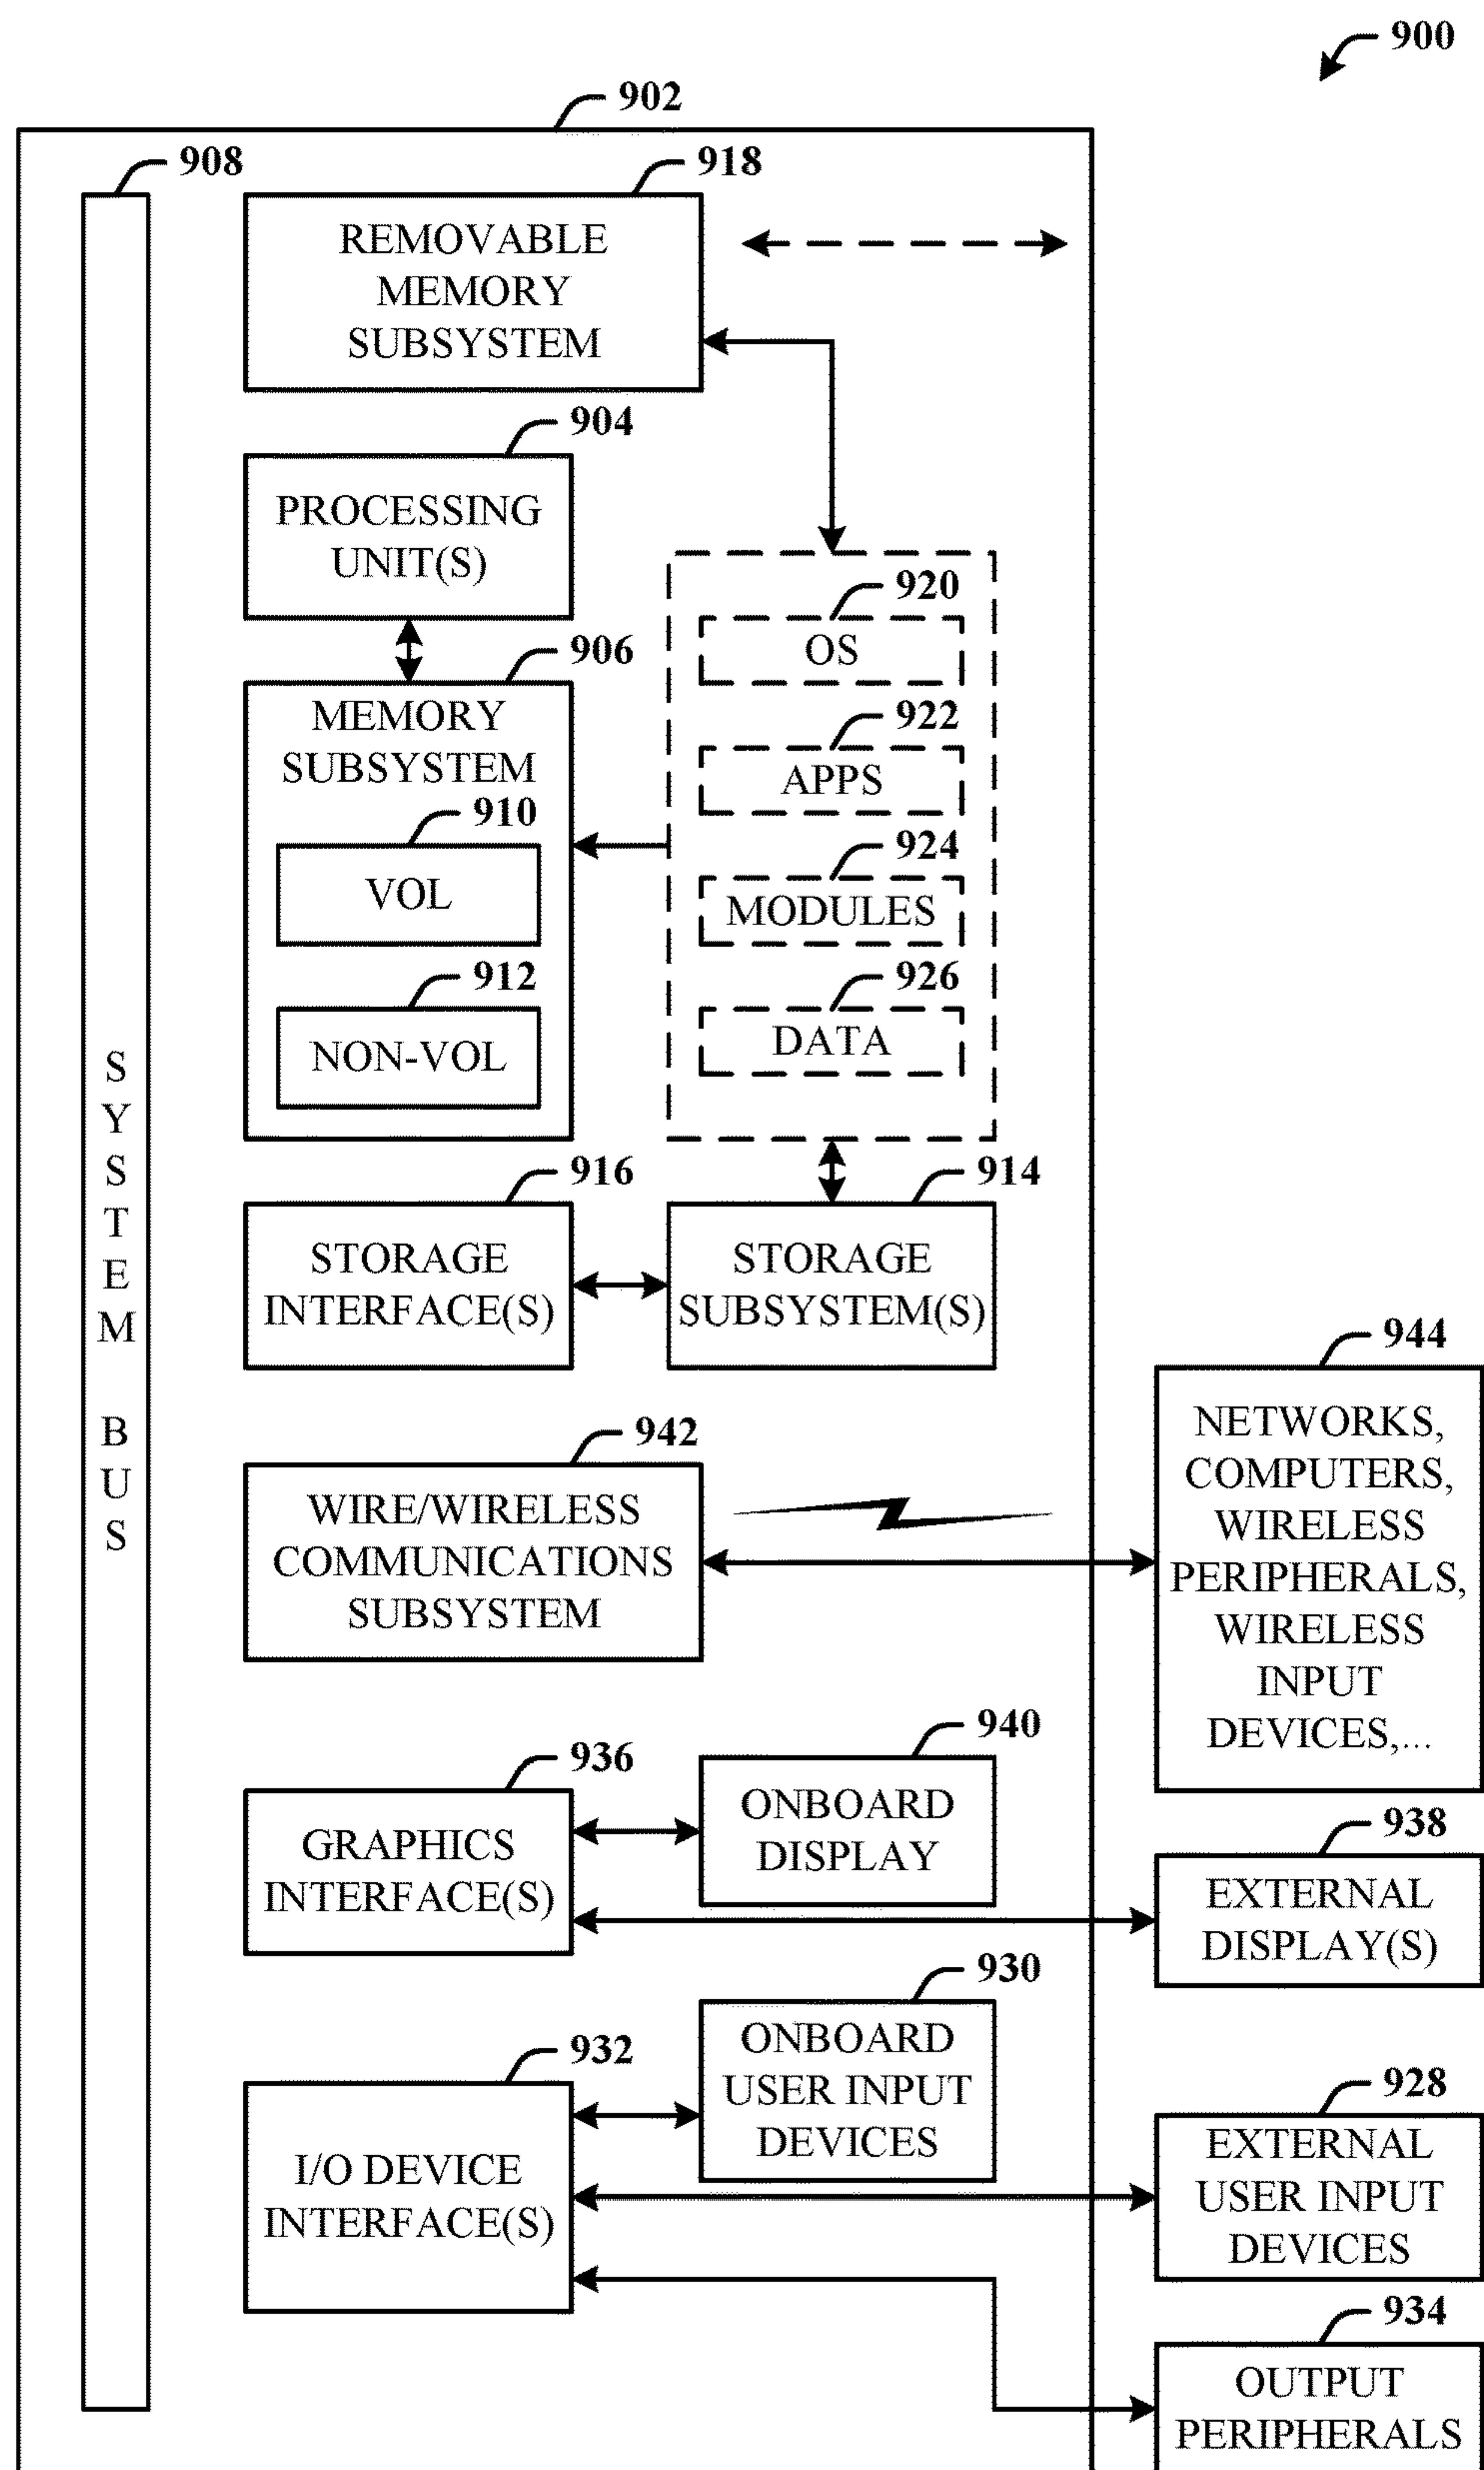 900
902
908
918
REMOVABLE
MEMORY
SUBSYSTEM
904
PROCESSING
UNIT(S)
920
OS
906
MEMORY
SUBSYSTEM
922
APPS
910
VOL
924
MODULES
912
NON-VOL
926
DATA
SYSTEM BUS
916
STORAGE
INTERFACE(S)
914
STORAGE
SUBSYSTEM(S)
944
NETWORKS,
COMPUTERS,
WIRELESS
PERIPHERALS,
WIRELESS
INPUT
DEVICES,...
942
WIRE/WIRELESS
COMMUNICATIONS
SUBSYSTEM
940
ONBOARD
DISPLAY
936
GRAPHICS
INTERFACE(S)
938
EXTERNAL
DISPLAY(S)
930
ONBOARD
USER INPUT
DEVICES
932
I/O DEVICE
INTERFACE(S)
928
EXTERNAL
USER INPUT
DEVICES
934
OUTPUT
PERIPHERALS